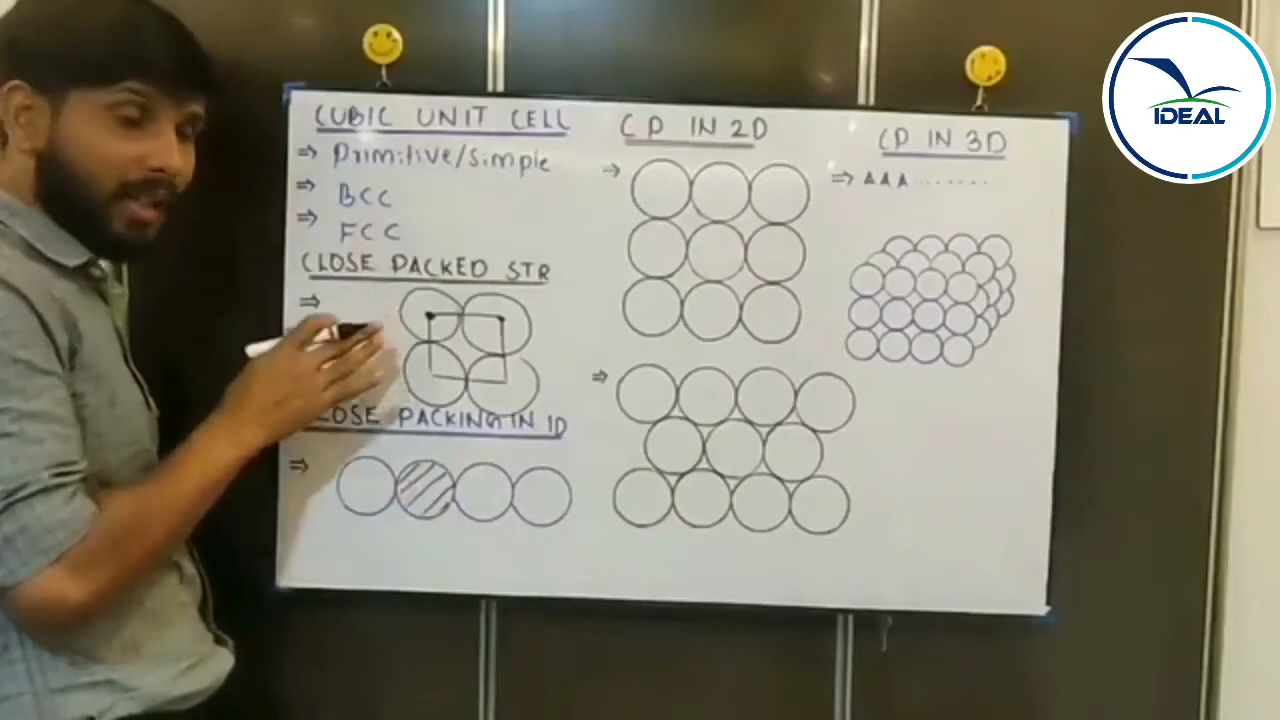 CUBIC UNIT CELL
⇒ Primitive/simple
⇒ BCC
⇒ FCC
CLOSE PACKED STR
⇒
LOSE PACKING IN 1D
⇒
CP IN 2D
⇒
⇒
CP IN 3D
⇒ AAA........
IDEAL